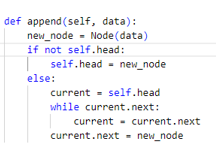 def append(self, data):
    new_node = Node(data)
    if not self.head:
        self.head = new_node
    else:
        current = self.head
        while current.next:
            current = current.next
        current.next = new_node